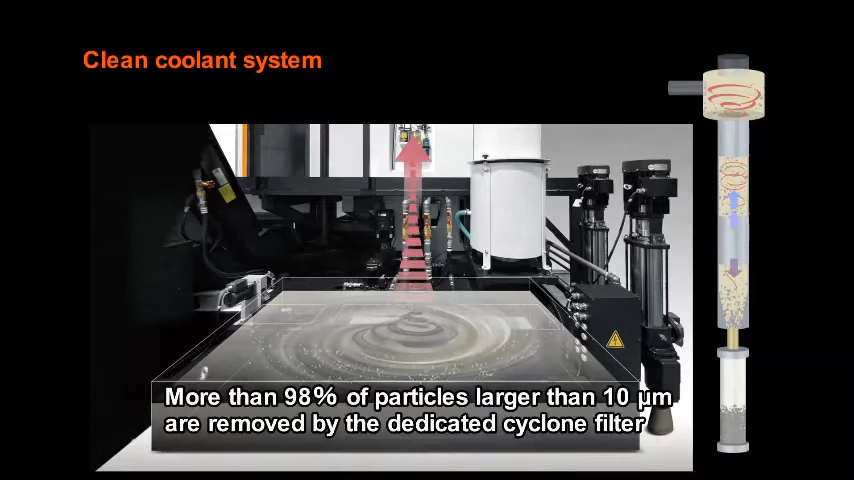 Clean coolant system
More than 98% of particles larger than 10 µm
are removed by the dedicated cyclone filter